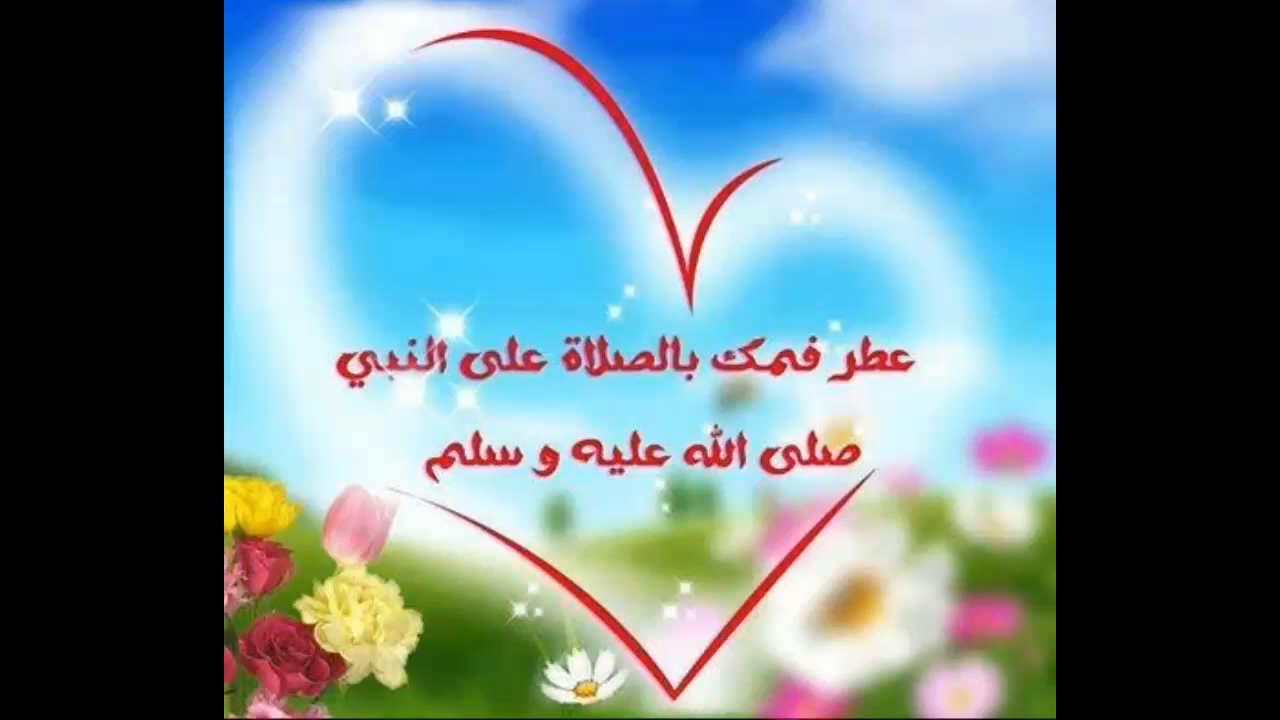 عطر فمك بالصلاة على النبي
صلى الله عليه و سلم